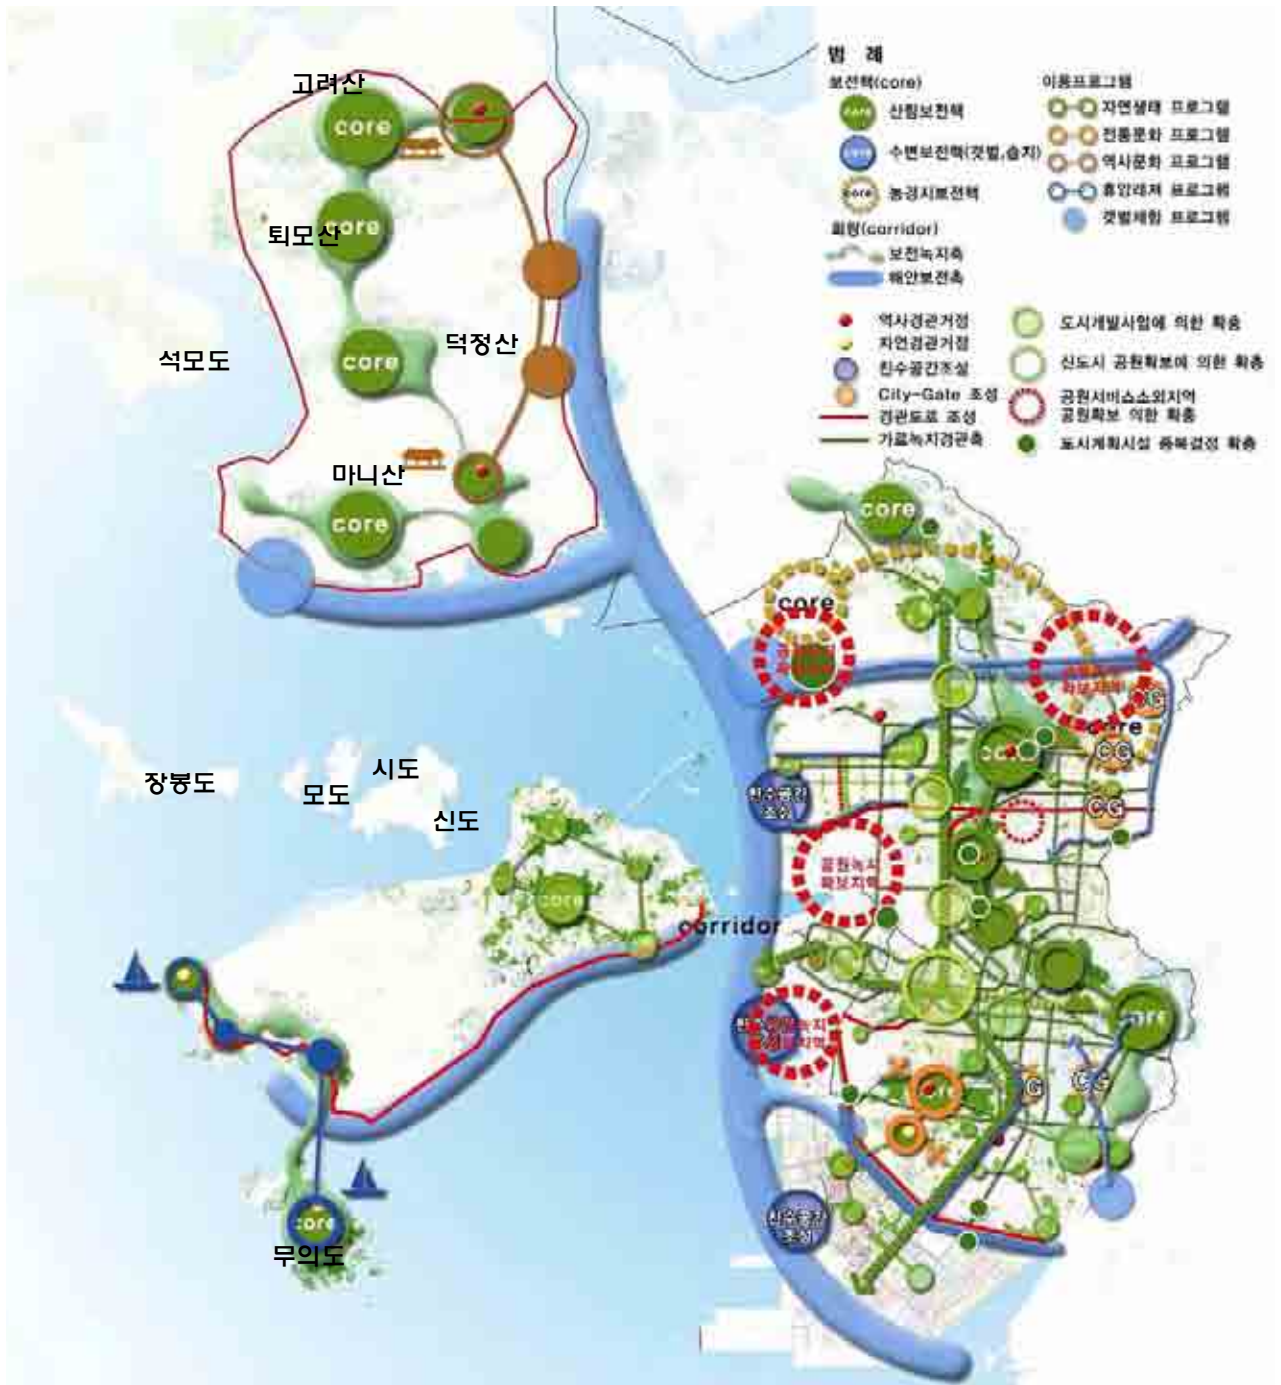 범 례
보전핵(core)
core 산림보전핵
core 수변보전핵(갯벌,습지)
core 농경지보전핵
회랑(corridor)
보전녹지축
해안보전축
이용프로그램
자연생태 프로그램
전통문화 프로그램
역사문화 프로그램
휴양레져 프로그램
갯벌체험 프로그램
역사경관거점
자연경관거점
친수공간조성
City-Gate 조성
경관도로 조성
가로녹지경관축
도시개발사업에 의한 확충
신도시 공원확보에 의한 확충
공원서비스소외지역
공원확보 의한 확충
도시계획시설 중복결정 확충
고려산
core
퇴모산
core
석모도
core
덕정산
마니산
core
core
core
core
CG
CG
CG
장봉도
모도
시도
신도
친수공간
조성
공원녹지
확보지역
core
corridor
CG
core
무의도
친수공간
조성